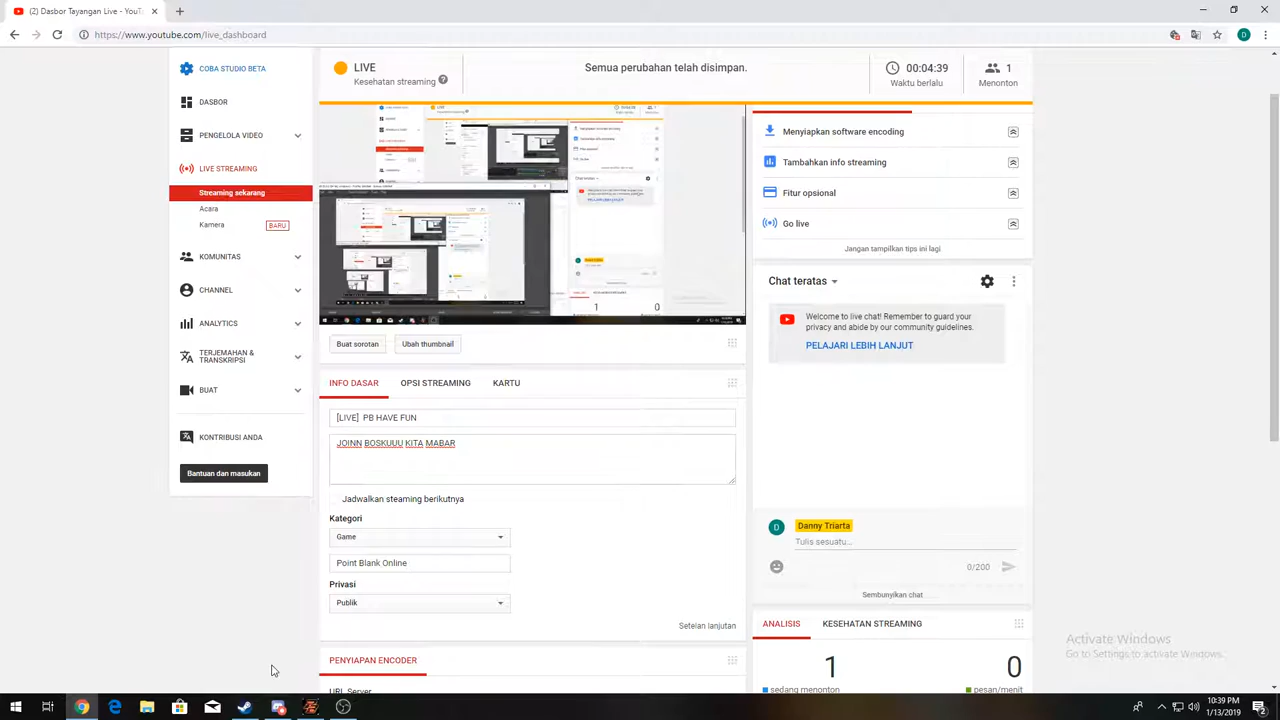 (2) Dasbor Tayangan Live - YouTu
https://www.youtube.com/live_dashboard
COBA STUDIO BETA
DASBOR
PENGELOLA VIDEO
LIVE STREAMING
Streaming sekarang
Acara
Kamera
BARU
KOMUNITAS
CHANNEL
ANALYTICS
TERJEMAHAN &
TRANSKRIPSI
BUAT
KONTRIBUSI ANDA
Bantuan dan masukan
LIVE
Kesehatan streaming
Semua perubahan telah disimpan.
00:04:39
Waktu berlalu
1
Menonton
Buat sorotan
Ubah thumbnail
INFO DASAR
OPSI STREAMING
KARTU
[LIVE] PB HAVE FUN
JOINN BOSKUUU KITA MABAR
Jadwalkan steaming berikutnya
Kategori
Game
Point Blank Online
Privasi
Publik
Setelan lanjutan
PENYIAPAN ENCODER
URL Server
Menyiapkan software encoding
Tambahkan info streaming
Fitur opsional
Go live
Jangan tampilkan tips ini lagi
Chat teratas
Welcome to live chat! Remember to guard your
privacy and abide by our community guidelines.
PELAJARI LEBIH LANJUT
D
Danny Triarta
Tulis sesuatu...
0/200
Sembunyikan chat
ANALISIS
KESEHATAN STREAMING
1
0
sedang menonton
pesan/menit
Activate Windows
Go to Settings to activate Windows.
10:39 PM
1/13/2019